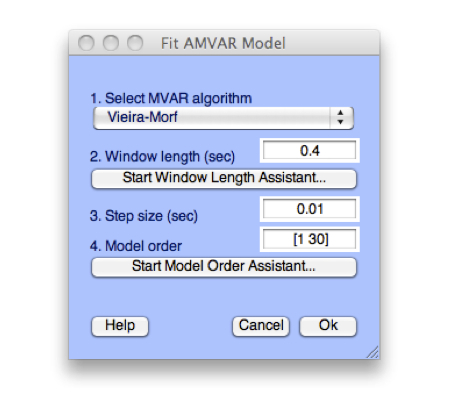 Fit AMVAR Model
1. Select MVAR algorithm
Vieira-Morf
2. Window length (sec) 0.4
Start Window Length Assistant...
3. Step size (sec) 0.01
4. Model order [1 30]
Start Model Order Assistant...
Help Cancel Ok